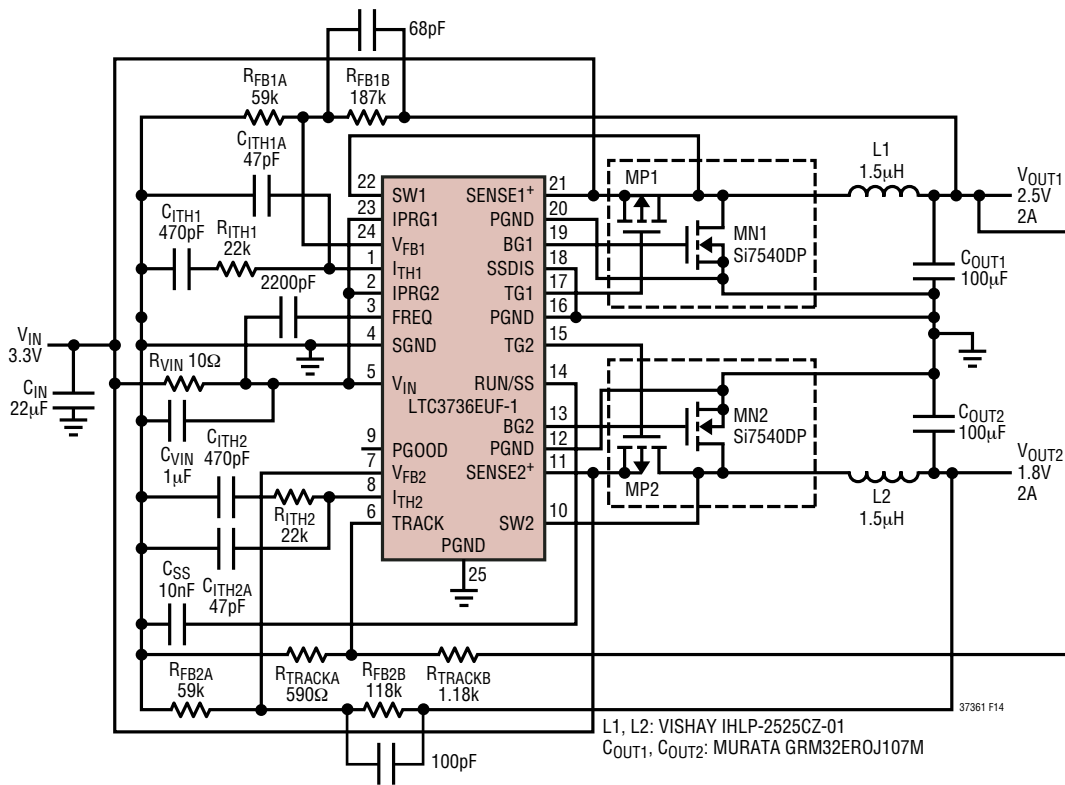 68pF
RFB1A
59k
RFB1B
187k
CITH1A
47pF
CITH1
470pF
RITH1
22k
2200pF
VIN
3.3V
CIN
22µF
RVIN 10Ω
CVIN
1µF
CITH2
470pF
RITH2
22k
CITH2A
47pF
CSS
10nF
RFB2A
59k
RTRACKA
590Ω
RFB2B
118k
RTRACKB
1.18k
100pF
22 SW1
23 IPRG1
24 VFB1
1 ITH1
2 IPRG2
3 FREQ
4 SGND
5 VIN
LTC3736EUF-1
9 PGOOD
7 VFB2
8 ITH2
6 TRACK
PGND
25
SENSE1+ 21
PGND 20
BG1 19
SSDIS 18
TG1 17
PGND 16
TG2 15
RUN/SS 14
BG2 13
PGND 12
SENSE2+ 11
SW2 10
MP1
MN1
Si7540DP
L1
1.5µH
VOUT1
2.5V
2A
COUT1
100µF
MN2
Si7540DP
MP2
COUT2
100µF
L2
1.5µH
VOUT2
1.8V
2A
37361 F14
L1, L2: VISHAY IHLP-2525CZ-01
COUT1, COUT2: MURATA GRM32EROJ107M